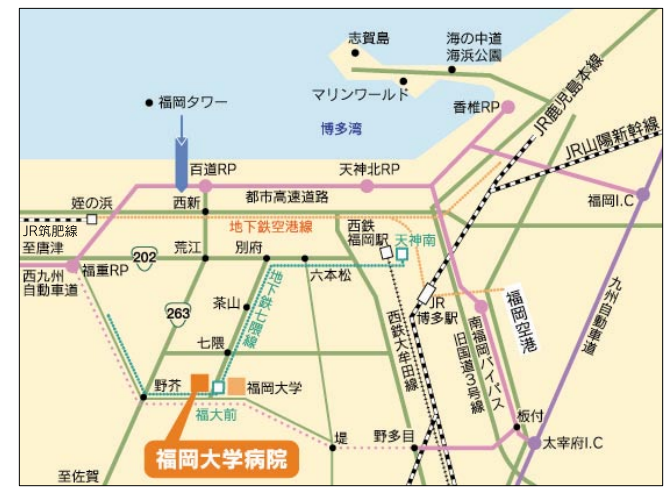 志賀島
海の中道
海浜公園
マリンワールド
福岡タワー
博多湾
香椎RP
JR鹿児島本線
JR山陽新幹線
百道RP
天神北RP
都市高速道路
福岡I.C
姪の浜
西新
地下鉄空港線
JR筑肥線
至唐津
西鉄
福岡駅
天神南
荒江
別府
六本松
202
福重RP
西九州
自動車道
地下鉄七隈線
茶山
263
JR
博多駅
福岡空港
九州自動車道
南福岡バイパス
旧国道3号線
西鉄大牟田線
七隈
野芥
福岡大学
福大前
板付
太宰府I.C
堤
野多目
福岡大学病院
至佐賀